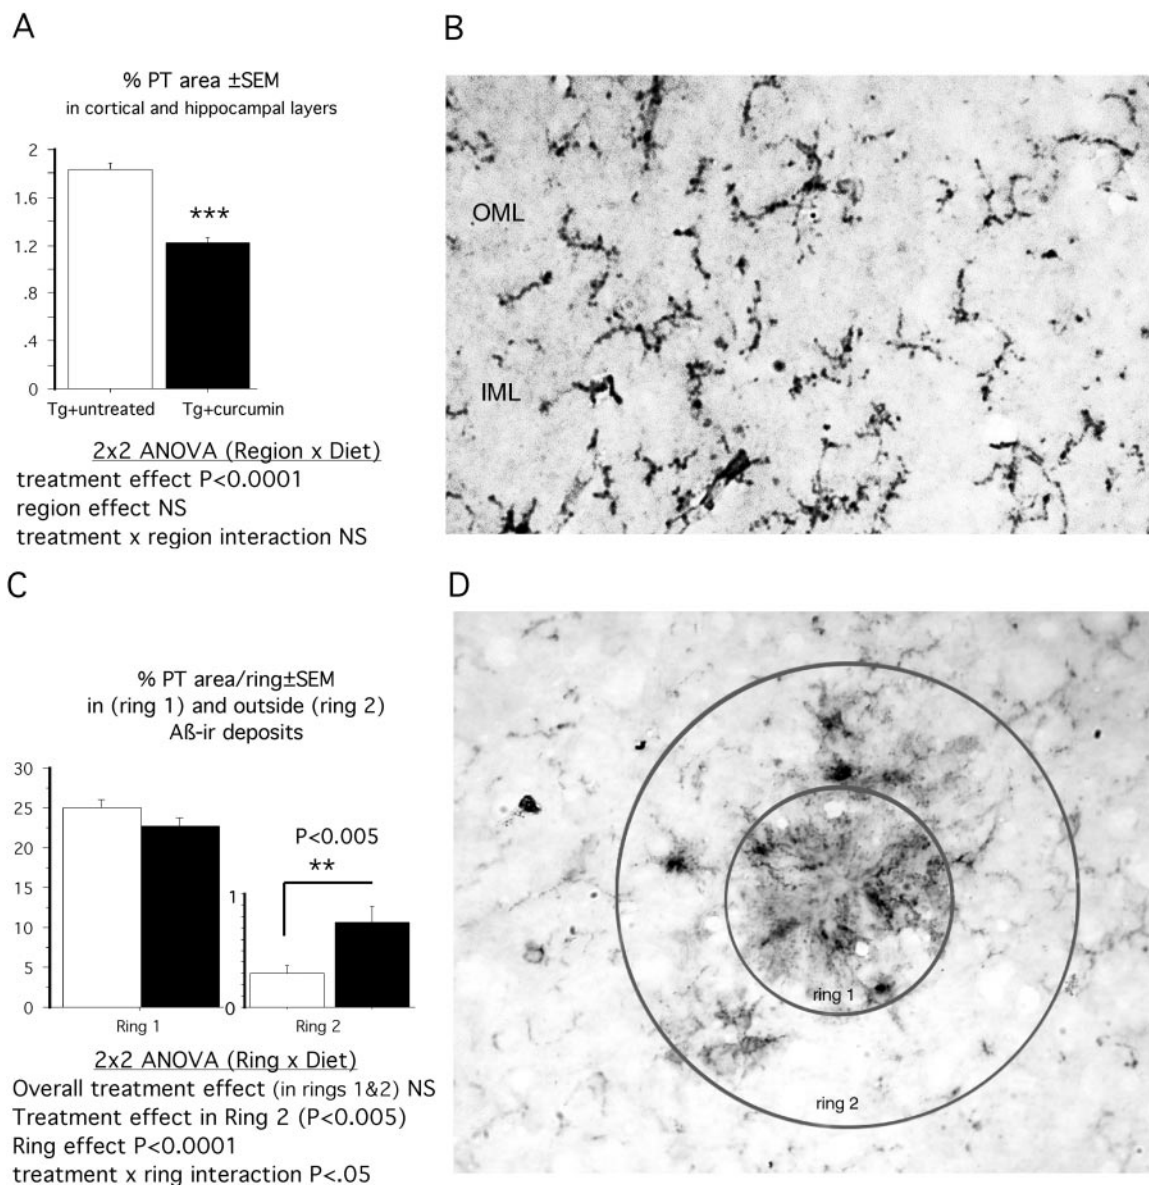 A
% PT area ±SEM
in cortical and hippocampal layers
2
1.6
1.2
.8
.4
0
***
Tg+untreated
Tg+curcumin
2x2 ANOVA (Region x Diet)
treatment effect P<0.0001
region effect NS
treatment x region interaction NS
B
OML
IML
C
% PT area/ring±SEM
in (ring 1) and outside (ring 2)
Aß-ir deposits
30
25
20
15
10
5
0
P<0.005
**
1
0
Ring 1
Ring 2
2x2 ANOVA (Ring x Diet)
Overall treatment effect (in rings 1&2) NS
Treatment effect in Ring 2 (P<0.005)
Ring effect P<0.0001
treatment x ring interaction P<.05
D
ring 1
ring 2